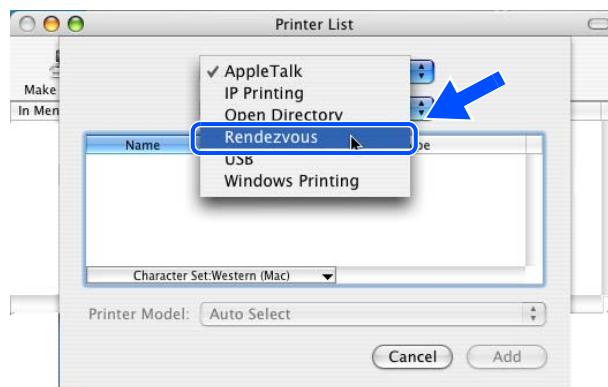 Printer List
Make
In Men
✓ AppleTalk
IP Printing
Open Directory
Rendezvous
USB
Windows Printing
Name
Character Set:Western (Mac)
Printer Model: Auto Select
Cancel Add